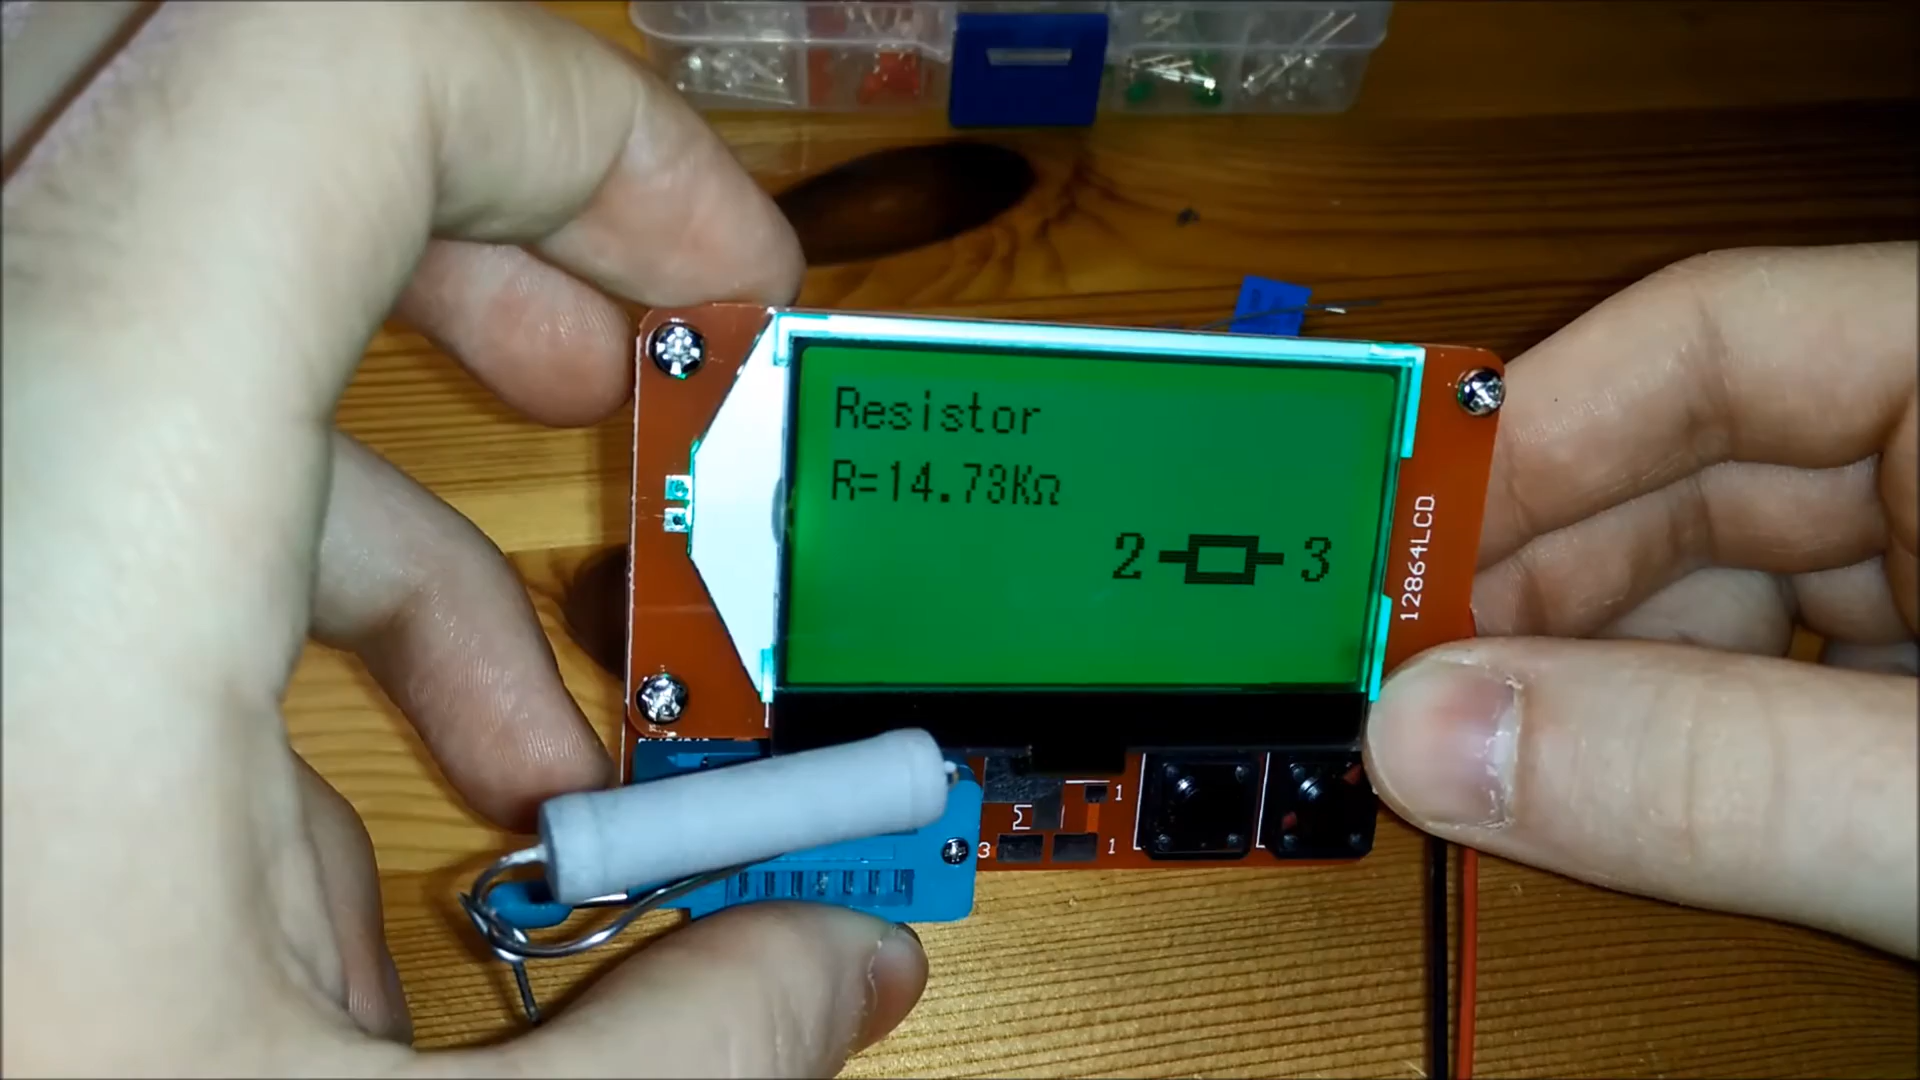 Resistor
R=14.73KΩ
2 3
12864LCD
1
3 1